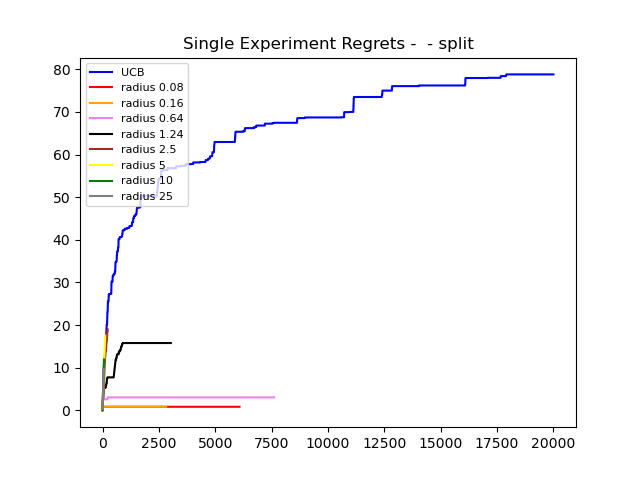 Single Experiment Regrets -  - split
80
70
60
50
40
30
20
10
0
UCB
radius 0.08
radius 0.16
radius 0.64
radius 1.24
radius 2.5
radius 5
radius 10
radius 25
0 2500 5000 7500 10000 12500 15000 17500 20000